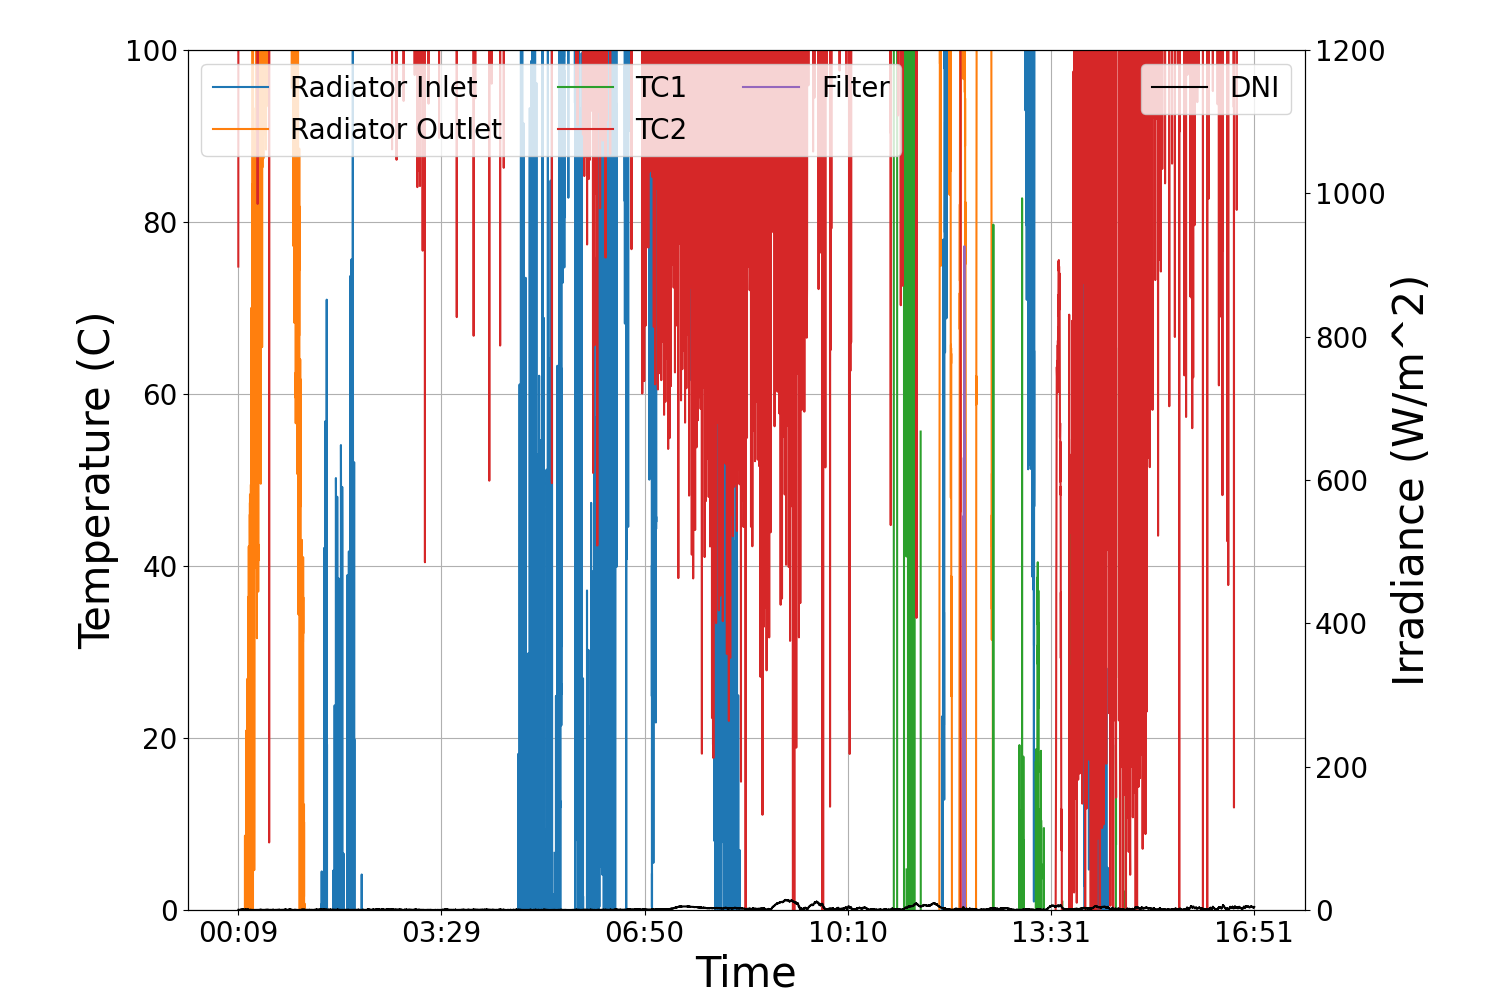 100
80
60
40
20
0
Temperature (C)
Radiator Inlet
Radiator Outlet
TC1
TC2
Filter
DNI
1200
1000
800
600
400
200
0
Irradiance (W/m^2)
00:09
03:29
06:50
10:10
13:31
16:51
Time